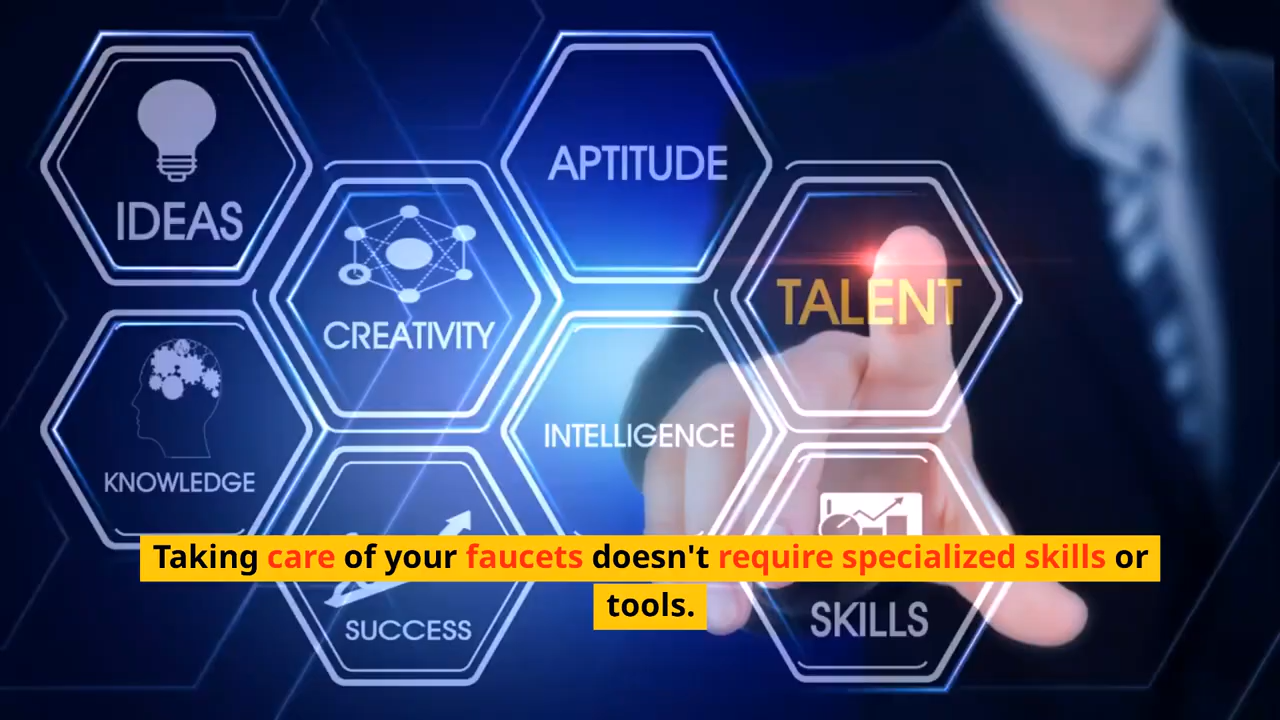 IDEAS
APTITUDE
CREATIVITY
TALENT
KNOWLEDGE
INTELLIGENCE
Taking care of your faucets doesn't require specialized skills or
tools.
SUCCESS
SKILLS